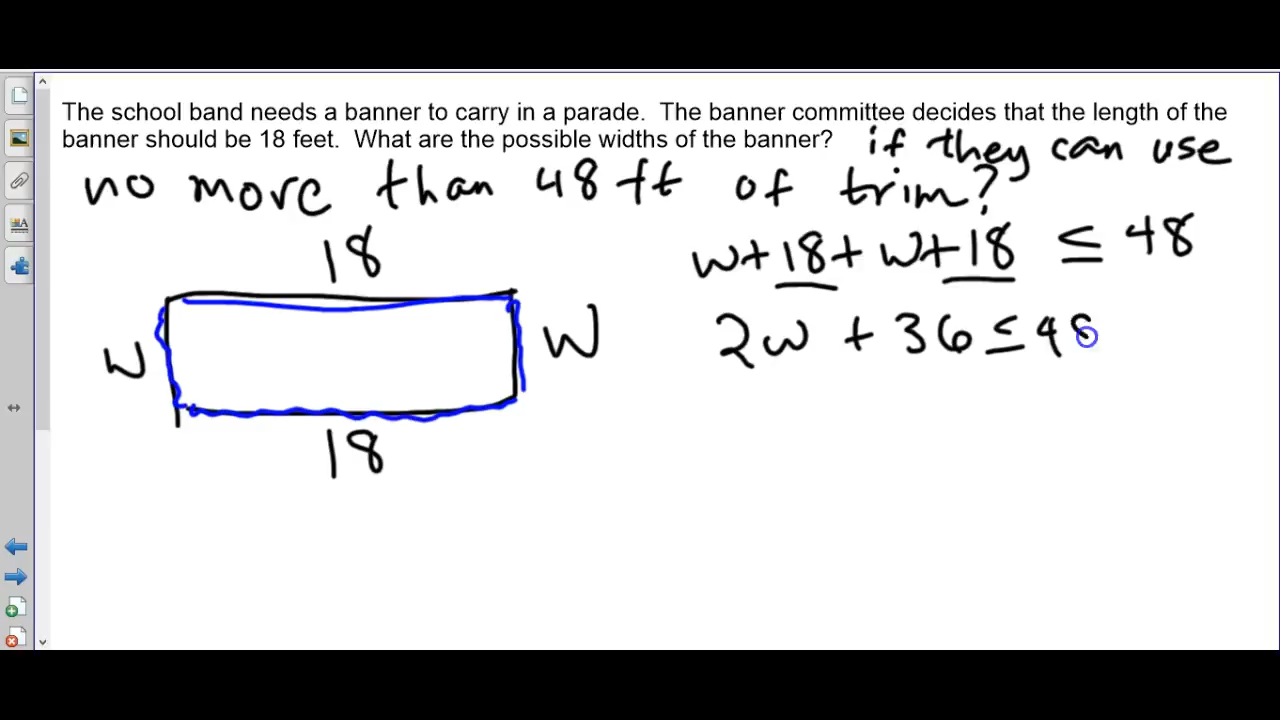 The school band needs a banner to carry in a parade. The banner committee decides that the length of the
banner should be 18 feet. What are the possible widths of the banner? if they can use
no more than 48 ft of trim?
18
w + 18 + w + 18 ≤ 48
2w + 36 ≤ 48
w
W
18